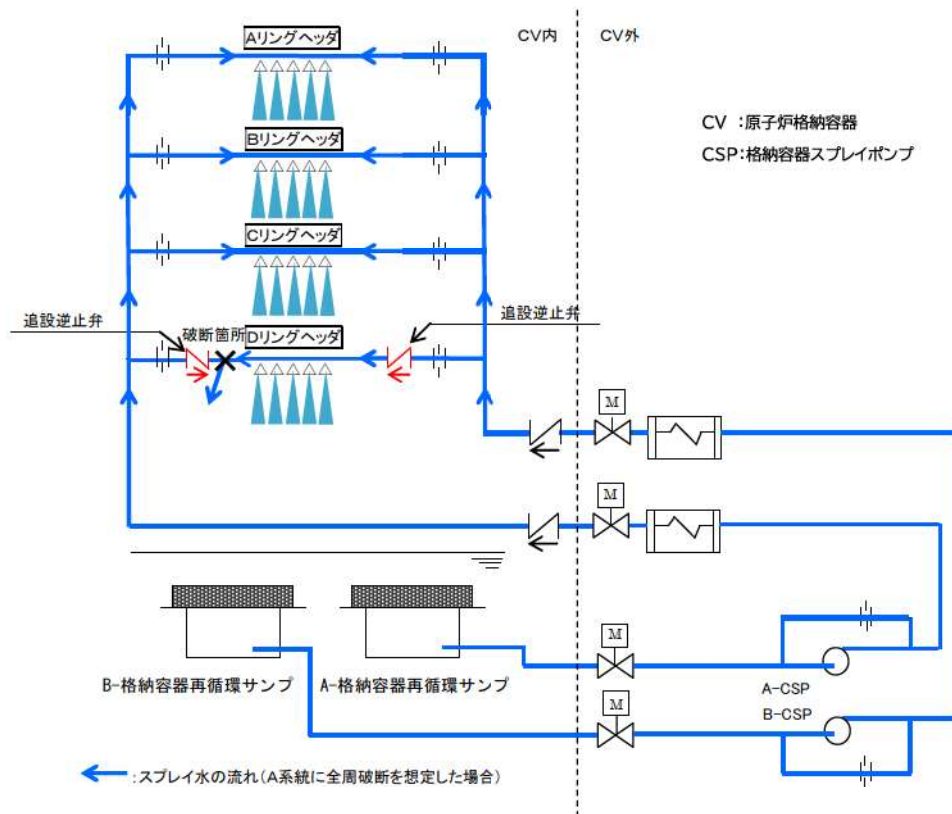 Aリングヘッダ
CV内
CV外
CV :原子炉格納容器
CSP:格納容器スプレイポンプ
Bリングヘッダ
Cリングヘッダ
追設逆止弁
破断箇所
Dリングヘッダ
追設逆止弁
M
M
M
B-格納容器再循環サンプ
A-格納容器再循環サンプ
A-CSP
B-CSP
M
:スプレイ水の流れ(A系統に全周破断を想定した場合)